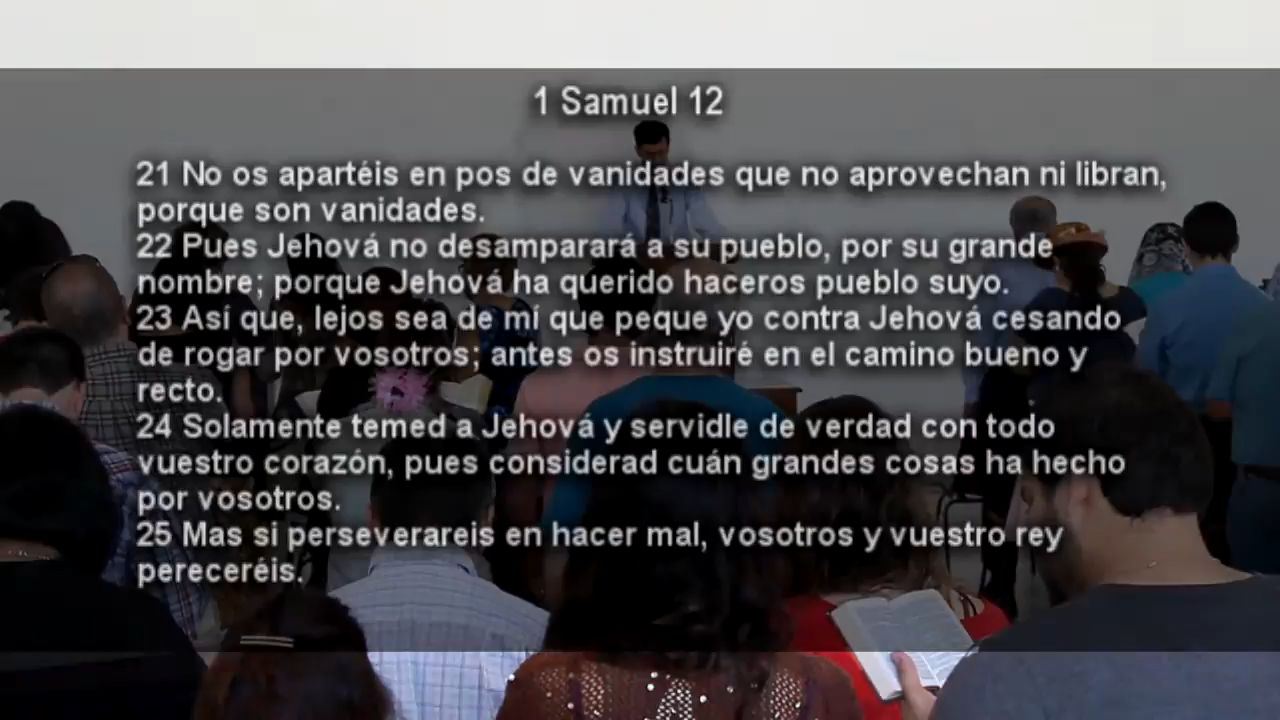 1 Samuel 12
21 No os apartéis en pos de vanidades que no aprovechan ni libran,
porque son vanidades.
22 Pues Jehová no desamparará a su pueblo, por su grande
nombre; porque Jehová ha querido haceros pueblo suyo.
23 Así que, lejos sea de mí que peque yo contra Jehová cesando
de rogar por vosotros; antes os instruiré en el camino bueno y
recto.
24 Solamente temed a Jehová y servidle de verdad con todo
vuestro corazón, pues considerad cuán grandes cosas ha hecho
por vosotros.
25 Mas si perseverareis en hacer mal, vosotros y vuestro rey
pereceréis.